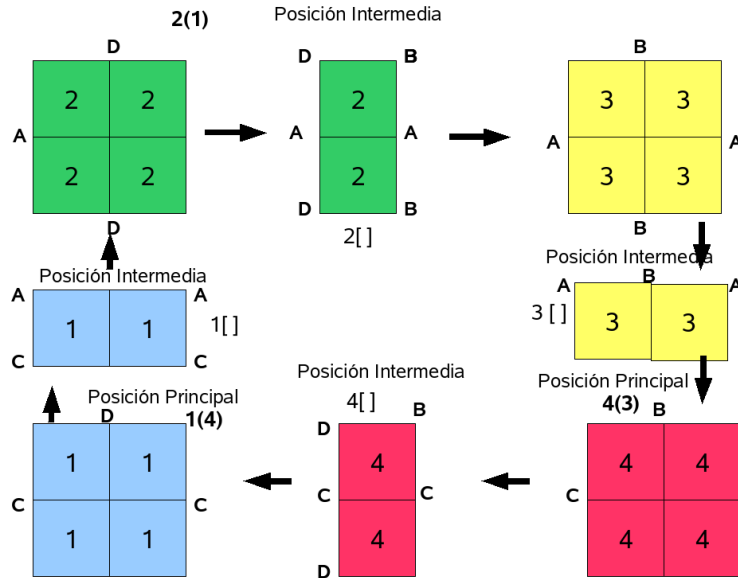 2(1)
Posición Intermedia
D
D
B
B
2
2
2
3
3
A
A
A
A
A
2
2
2
3
3
D
D
B
B
2[ ]
Posición Intermedia
Posición Intermedia
A
A
A
B
A
1
1
1[ ]
3 [ ]
3
3
C
C
Posición Principal
Posición Intermedia
Posición Principal
D
1(4)
4[ ]
B
4(3)
B
D
1
1
4
4
4
C
C
C
C
C
1
1
4
4
4
D